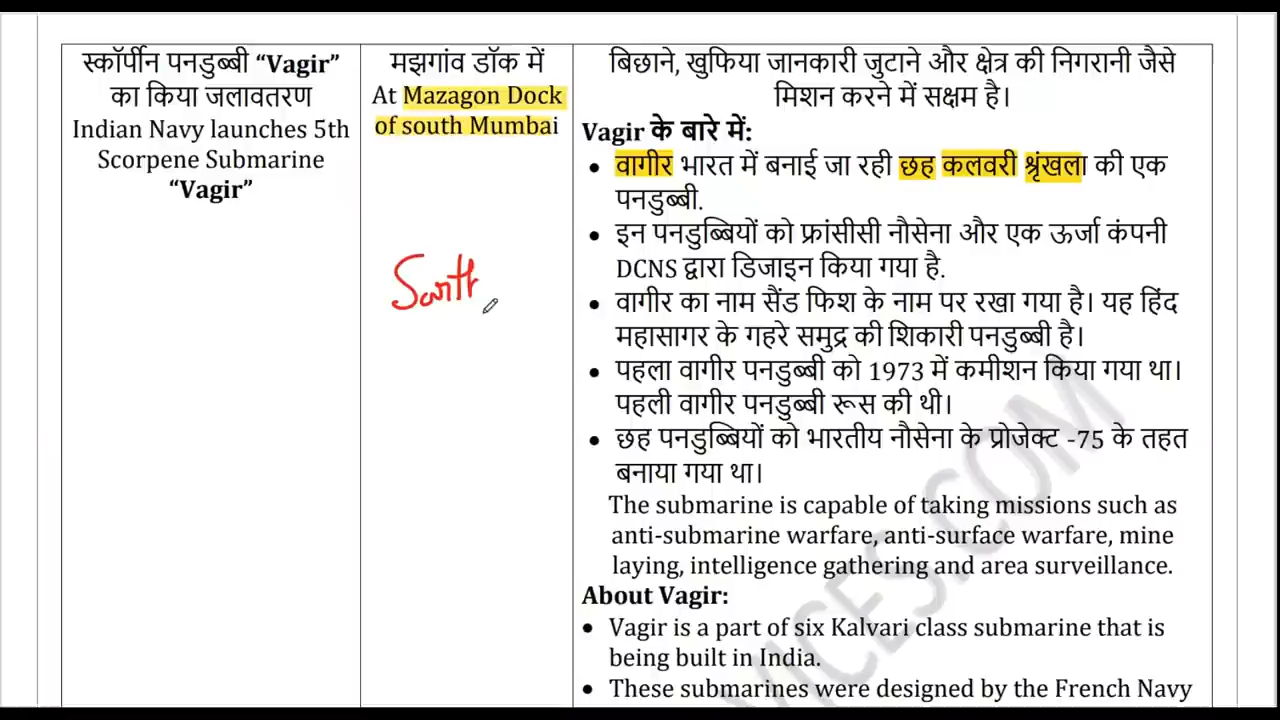 स्कॉर्पीन पनडुब्बी “Vagir”
का किया जलावतरण
Indian Navy launches 5th
Scorpene Submarine
“Vagir”
मझगांव डॉक में
At Mazagon Dock
of south Mumbai
बिछाने, खुफिया जानकारी जुटाने और क्षेत्र की निगरानी जैसे
मिशन करने में सक्षम है।
Vagir के बारे में:
• वागीर भारत में बनाई जा रही छह कलवरी श्रृंखला की एक
पनडुब्बी.
• इन पनडुब्बियों को फ्रांसीसी नौसेना और एक ऊर्जा कंपनी
DCNS द्वारा डिजाइन किया गया है.
• वागीर का नाम सैंड फिश के नाम पर रखा गया है। यह हिंद
महासागर के गहरे समुद्र की शिकारी पनडुब्बी है।
• पहला वागीर पनडुब्बी को 1973 में कमीशन किया गया था।
पहली वागीर पनडुब्बी रूस की थी।
• छह पनडुब्बियों को भारतीय नौसेना के प्रोजेक्ट -75 के तहत
बनाया गया था।
The submarine is capable of taking missions such as
anti-submarine warfare, anti-surface warfare, mine
laying, intelligence gathering and area surveillance.
About Vagir:
• Vagir is a part of six Kalvari class submarine that is
being built in India.
• These submarines were designed by the French Navy
VICES.COM